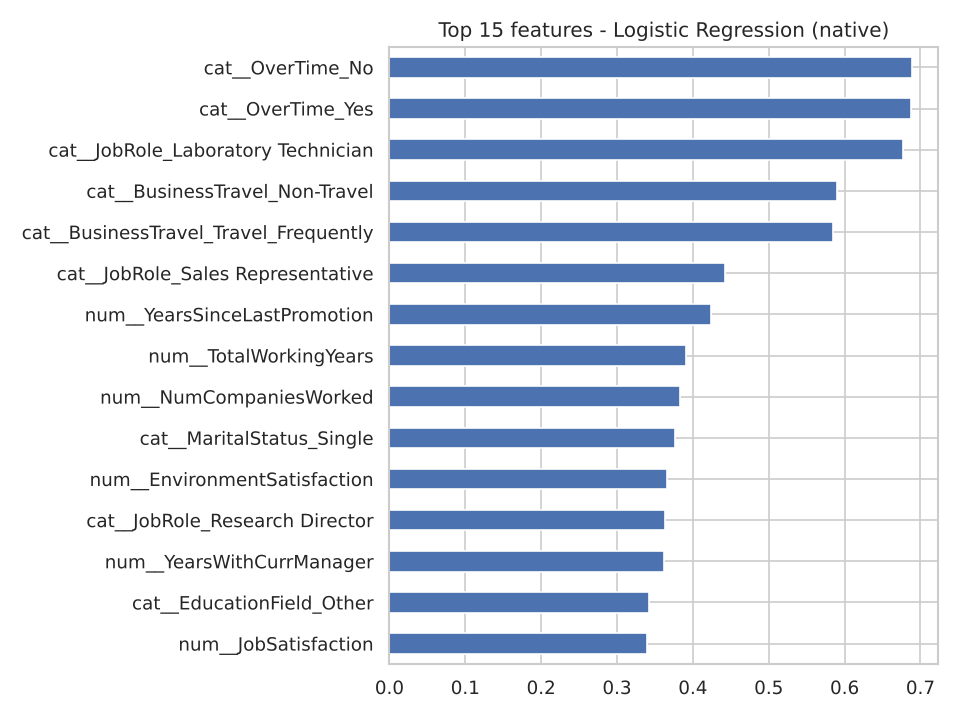 Top 15 features - Logistic Regression (native)
cat__OverTime_No
cat__OverTime_Yes
cat__JobRole_Laboratory Technician
cat__BusinessTravel_Non-Travel
cat__BusinessTravel_Travel_Frequently
cat__JobRole_Sales Representative
num__YearsSinceLastPromotion
num__TotalWorkingYears
num__NumCompaniesWorked
cat__MaritalStatus_Single
num__EnvironmentSatisfaction
cat__JobRole_Research Director
num__YearsWithCurrManager
cat__EducationField_Other
num__JobSatisfaction
0.0 0.1 0.2 0.3 0.4 0.5 0.6 0.7